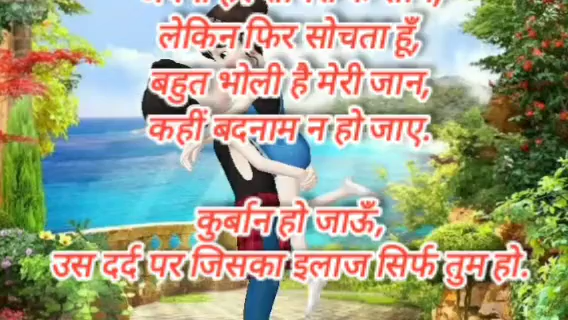 लेकिन फिर सोचता हूँ,
बहुत भोली है मेरी जान,
कहीं बदनाम न हो जाए.
कुर्बान हो जाऊँ,
उस दर्द पर जिसका इलाज सिर्फ तुम हो.